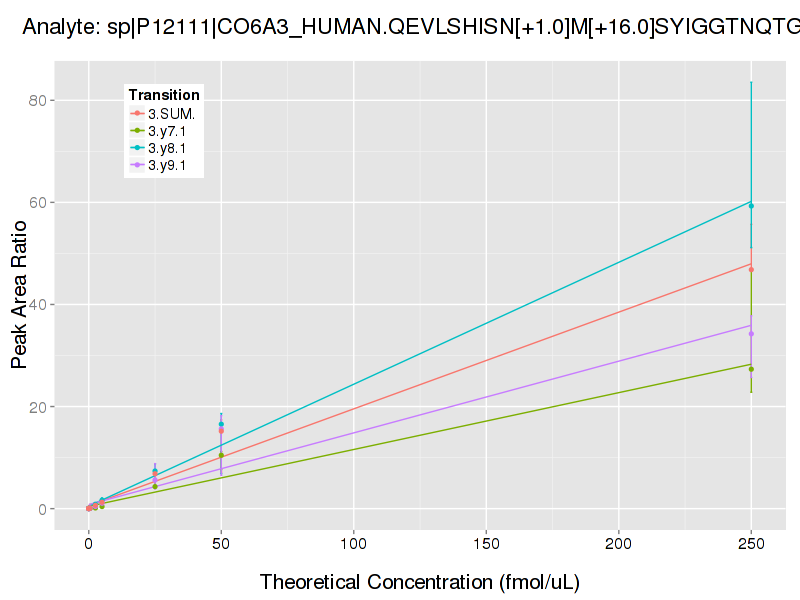 Analyte: sp|P12111|CO6A3_HUMAN.QEVLSHISN[+1.0]M[+16.0]SYIGGTNQTG
Transition
3.SUM.
3.y7.1
3.y8.1
3.y9.1
80
60
40
20
0
Peak Area Ratio
0 50 100 150 200 250
Theoretical Concentration (fmol/uL)